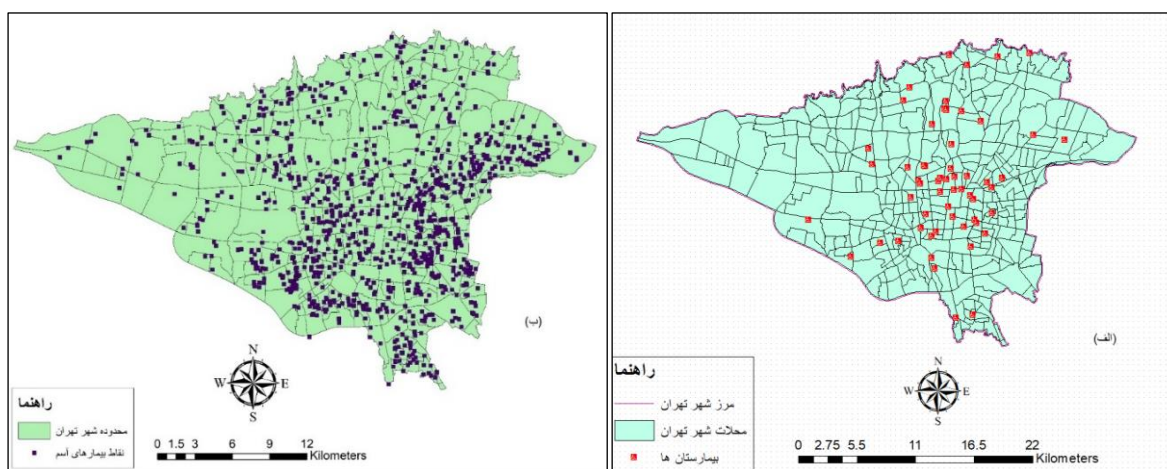 (ب)
N
W E
S
راهنما
محدوده شهر تهران
نقاط بیمارهای آسم
0 1.5 3 6 9 12
Kilometers
(الف)
N
W E
S
راهنما
مرز شهر تهران
محلات شهر تهران
بیمارستان ها
0 2.75 5.5 11 16.5 22
Kilometers